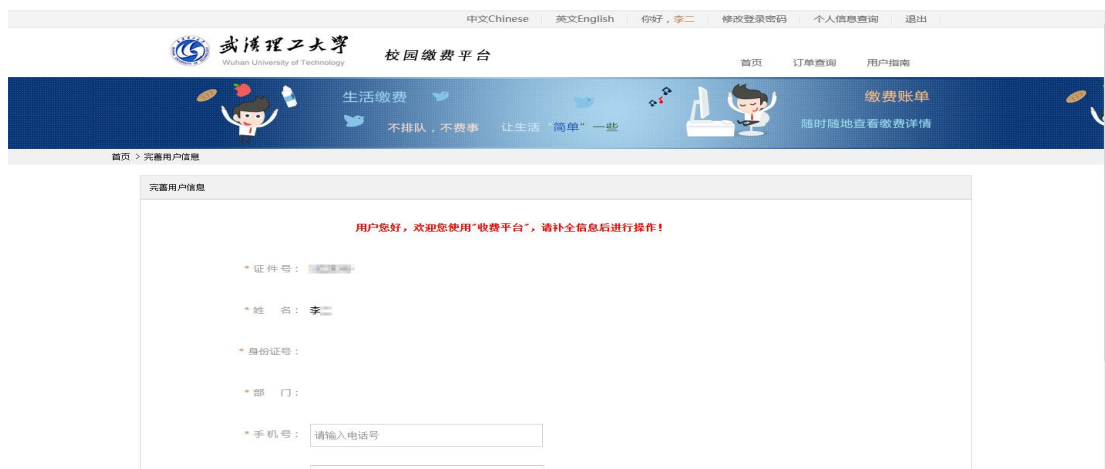 中文Chinese 英文English 你好，李二 修改登录密码 个人信息查询 退出
武汉理工大学
Wuhan University of Technology
校园缴费平台
首页 订单查询 用户指南
生活缴费
不排队，不费事 让生活“简单”一些
缴费账单
随时随地查看缴费详情
首页 > 完善用户信息
完善用户信息
用户您好，欢迎您使用"收费平台"，请补全信息后进行操作！
* 证件号：
* 姓 名： 李
* 身份证号：
* 部 门：
* 手机号： 请输入电话号